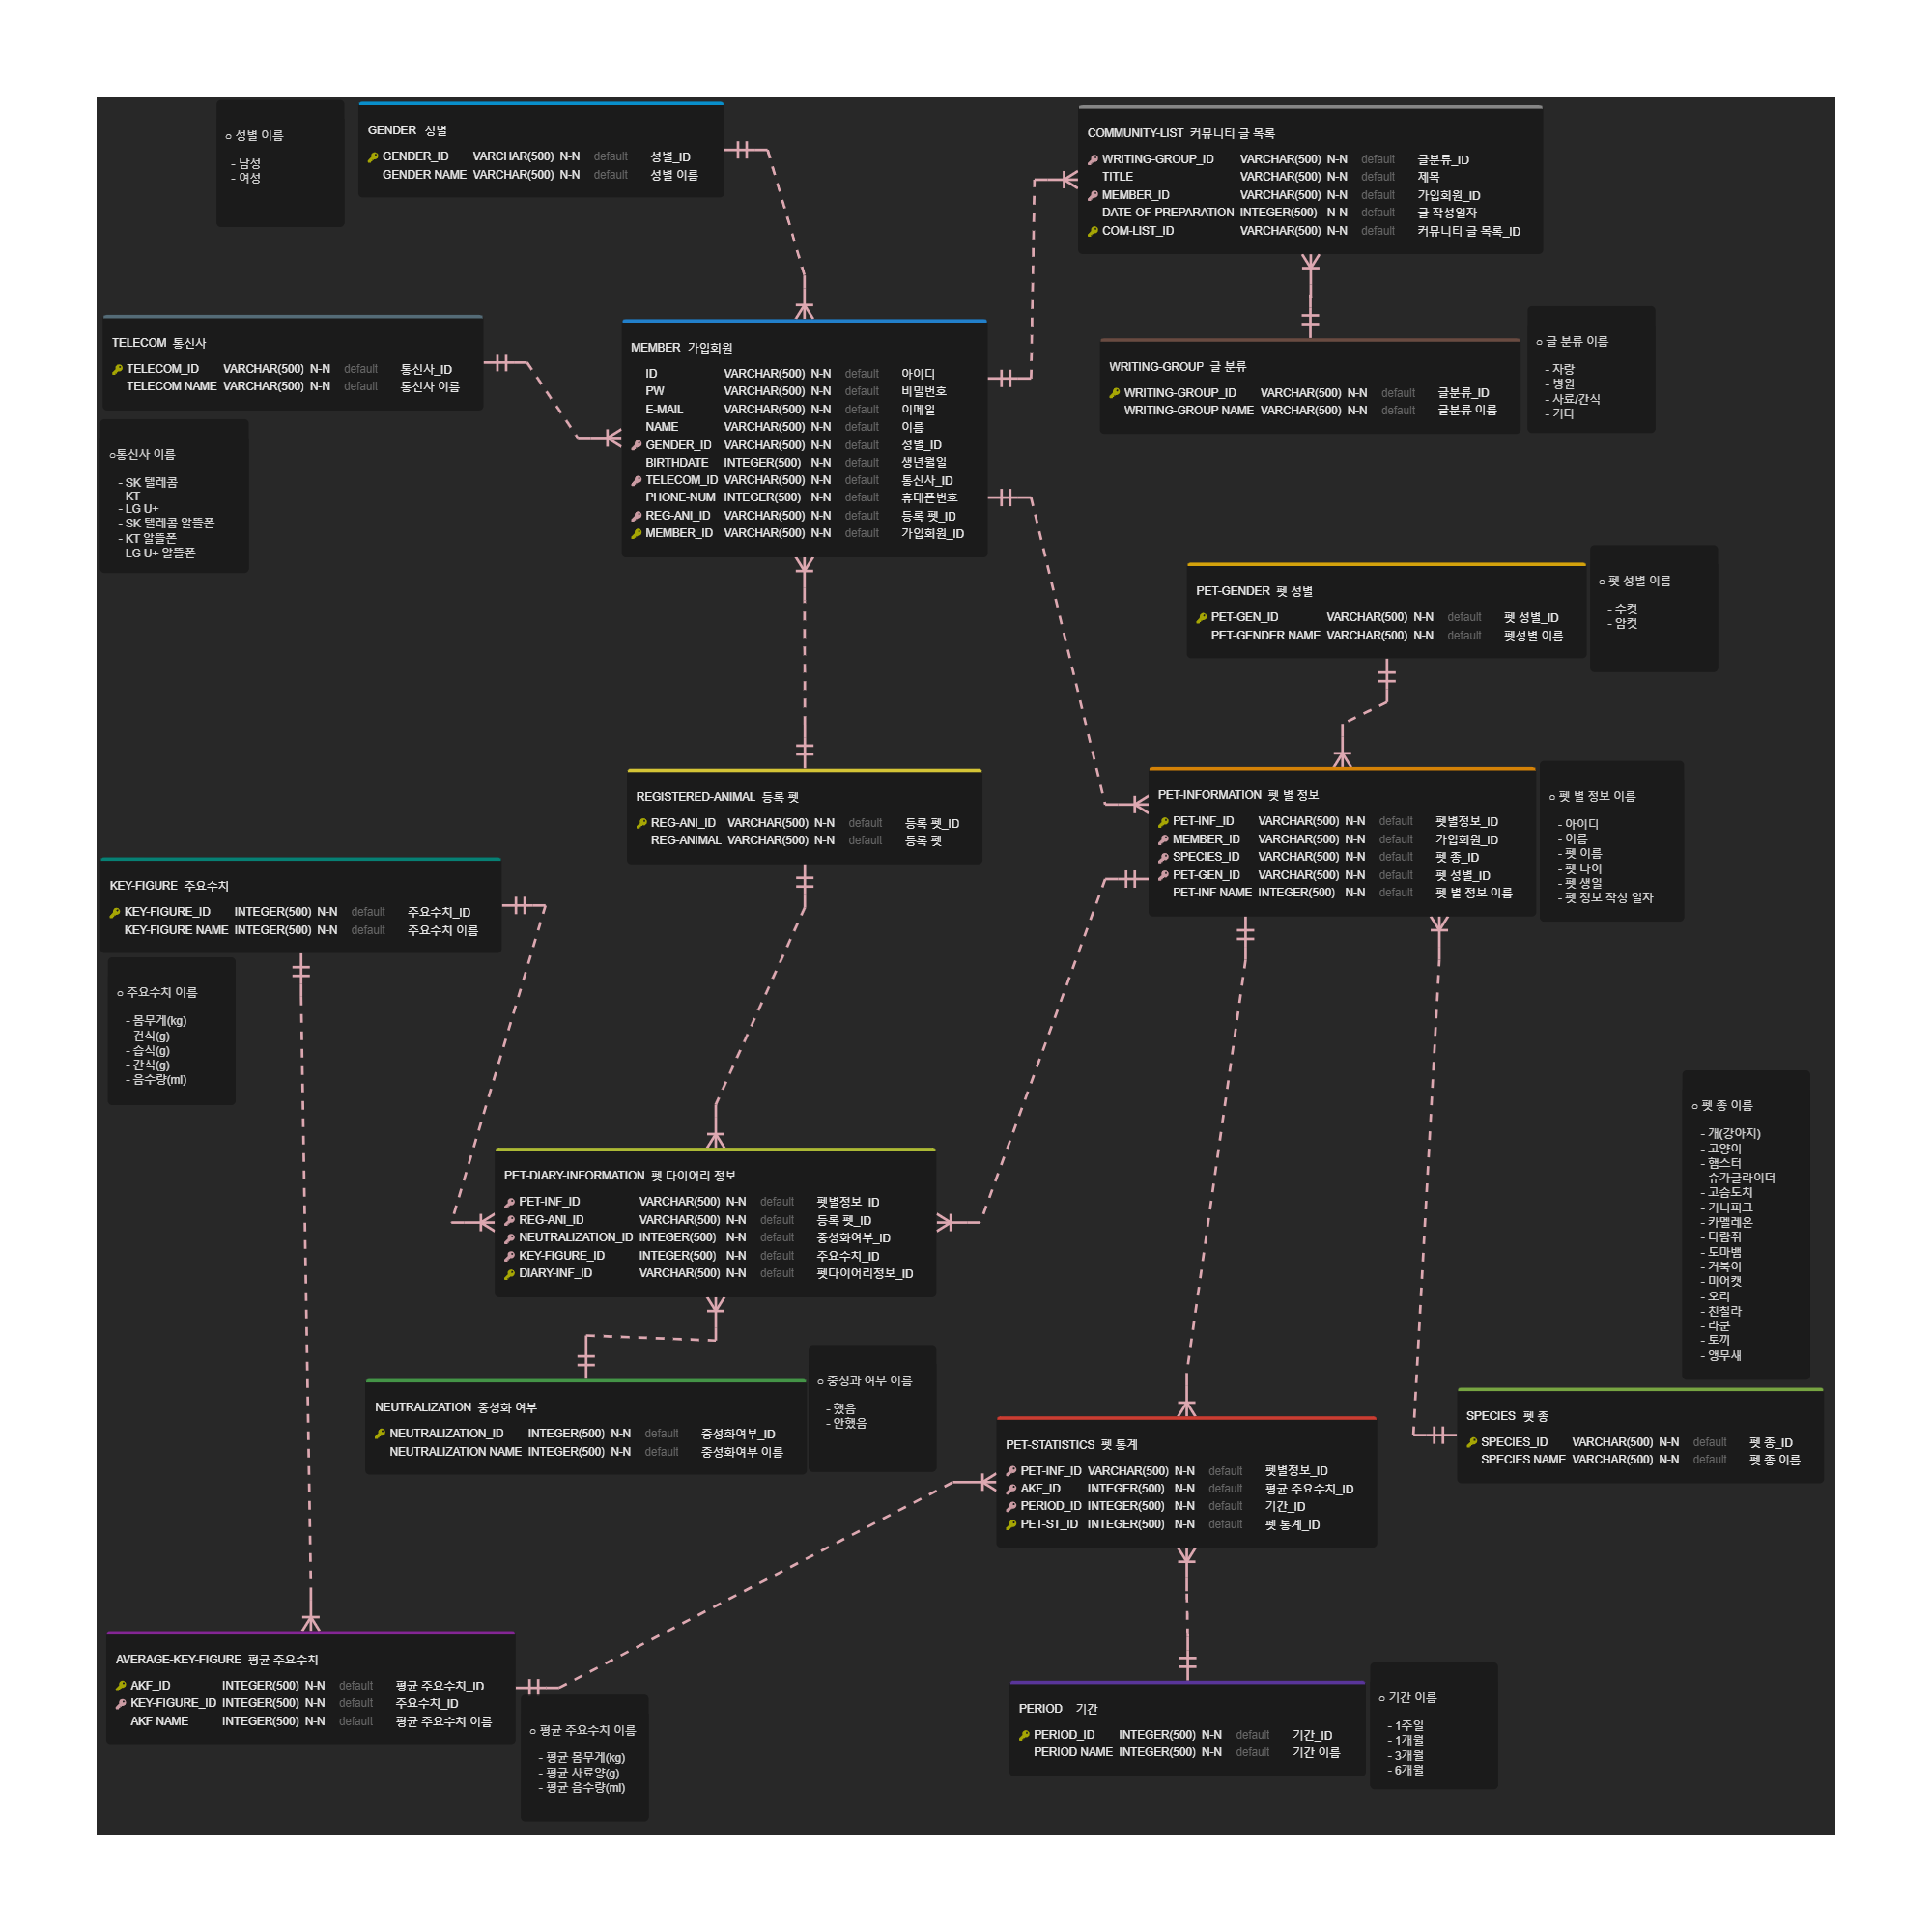 ○ 성별 이름
- 남성
- 여성
GENDER 성별
GENDER_ID VARCHAR(500) N-N default 성별_ID
GENDER NAME VARCHAR(500) N-N default 성별 이름
COMMUNITY-LIST 커뮤니티 글 목록
WRITING-GROUP_ID VARCHAR(500) N-N default 글분류_ID
TITLE VARCHAR(500) N-N default 제목
MEMBER_ID VARCHAR(500) N-N default 가입회원_ID
DATE-OF-PREPARATION INTEGER(500) N-N default 글 작성일자
COM-LIST_ID VARCHAR(500) N-N default 커뮤니티 글 목록_ID
TELECOM 통신사
TELECOM_ID VARCHAR(500) N-N default 통신사_ID
TELECOM NAME VARCHAR(500) N-N default 통신사 이름
○통신사 이름
- SK 텔레콤
- KT
- LG U+
- SK 텔레콤 알뜰폰
- KT 알뜰폰
- LG U+ 알뜰폰
MEMBER 가입회원
ID VARCHAR(500) N-N default 아이디
PW VARCHAR(500) N-N default 비밀번호
E-MAIL VARCHAR(500) N-N default 이메일
NAME VARCHAR(500) N-N default 이름
GENDER_ID VARCHAR(500) N-N default 성별_ID
BIRTHDATE INTEGER(500) N-N default 생년월일
TELECOM_ID VARCHAR(500) N-N default 통신사_ID
PHONE-NUM INTEGER(500) N-N default 휴대폰번호
REG-ANI_ID VARCHAR(500) N-N default 등록 펫_ID
MEMBER_ID VARCHAR(500) N-N default 가입회원_ID
WRITING-GROUP 글 분류
WRITING-GROUP_ID VARCHAR(500) N-N default 글분류_ID
WRITING-GROUP NAME VARCHAR(500) N-N default 글분류 이름
○ 글 분류 이름
- 자랑
- 병원
- 사료/간식
- 기타
PET-GENDER 펫 성별
PET-GEN_ID VARCHAR(500) N-N default 펫 성별_ID
PET-GENDER NAME VARCHAR(500) N-N default 펫성별 이름
○ 펫 성별 이름
- 수컷
- 암컷
REGISTERED-ANIMAL 등록 펫
REG-ANI_ID VARCHAR(500) N-N default 등록 펫_ID
REG-ANIMAL VARCHAR(500) N-N default 등록 펫
PET-INFORMATION 펫 별 정보
PET-INF_ID VARCHAR(500) N-N default 펫별정보_ID
MEMBER_ID VARCHAR(500) N-N default 가입회원_ID
SPECIES_ID VARCHAR(500) N-N default 펫 종_ID
PET-GEN_ID VARCHAR(500) N-N default 펫 성별_ID
PET-INF NAME INTEGER(500) N-N default 펫 별 정보 이름
○ 펫 별 정보 이름
- 아이디
- 이름
- 펫 이름
- 펫 나이
- 펫 생일
- 펫 정보 작성 일자
KEY-FIGURE 주요수치
KEY-FIGURE_ID INTEGER(500) N-N default 주요수치_ID
KEY-FIGURE NAME INTEGER(500) N-N default 주요수치 이름
○ 주요수치 이름
- 몸무게(kg)
- 건식(g)
- 습식(g)
- 간식(g)
- 음수량(ml)
PET-DIARY-INFORMATION 펫 다이어리 정보
PET-INF_ID VARCHAR(500) N-N default 펫별정보_ID
REG-ANI_ID VARCHAR(500) N-N default 등록 펫_ID
NEUTRALIZATION_ID INTEGER(500) N-N default 중성화여부_ID
KEY-FIGURE_ID INTEGER(500) N-N default 주요수치_ID
DIARY-INF_ID VARCHAR(500) N-N default 펫다이어리정보_ID
○ 펫 종 이름
- 개(강아지)
- 고양이
- 햄스터
- 슈가글라이더
- 고슴도치
- 기니피그
- 카멜레온
- 다람쥐
- 도마뱀
- 거북이
- 미어캣
- 오리
- 친칠라
- 라쿤
- 토끼
- 앵무새
NEUTRALIZATION 중성화 여부
NEUTRALIZATION_ID INTEGER(500) N-N default 중성화여부_ID
NEUTRALIZATION NAME INTEGER(500) N-N default 중성화여부 이름
○ 중성과 여부 이름
- 했음
- 안했음
PET-STATISTICS 펫 통계
PET-INF_ID VARCHAR(500) N-N default 펫별정보_ID
AKF_ID INTEGER(500) N-N default 평균 주요수치_ID
PERIOD_ID INTEGER(500) N-N default 기간_ID
PET-ST_ID INTEGER(500) N-N default 펫 통계_ID
SPECIES 펫 종
SPECIES_ID VARCHAR(500) N-N default 펫 종_ID
SPECIES NAME VARCHAR(500) N-N default 펫 종 이름
AVERAGE-KEY-FIGURE 평균 주요수치
AKF_ID INTEGER(500) N-N default 평균 주요수치_ID
KEY-FIGURE_ID INTEGER(500) N-N default 주요수치_ID
AKF NAME INTEGER(500) N-N default 평균 주요수치 이름
○ 평균 주요수치 이름
- 평균 몸무게(kg)
- 평균 사료양(g)
- 평균 음수량(ml)
PERIOD 기간
PERIOD_ID INTEGER(500) N-N default 기간_ID
PERIOD NAME INTEGER(500) N-N default 기간 이름
○ 기간 이름
- 1주일
- 1개월
- 3개월
- 6개월